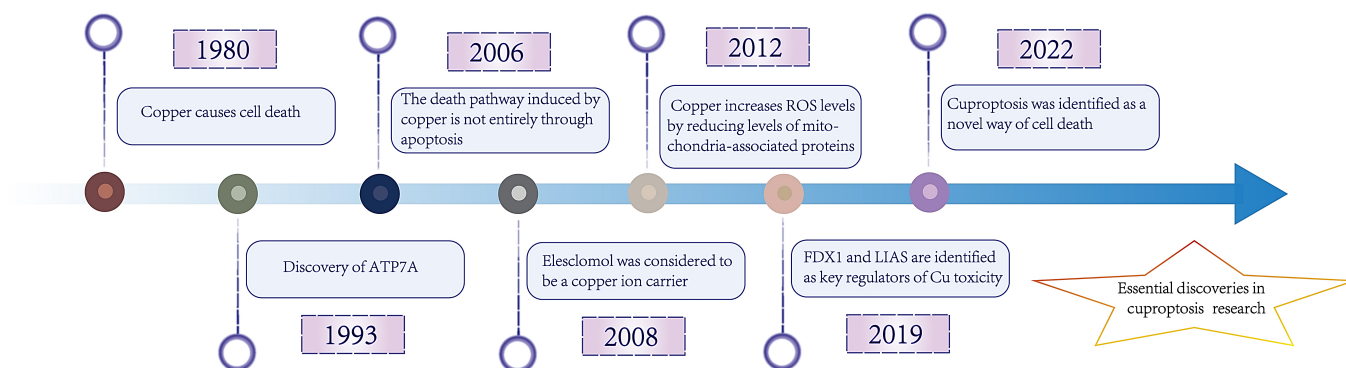 1980
Copper causes cell death
1993
Discovery of ATP7A
2006
The death pathway induced by
copper is not entirely through
apoptosis
2008
Elesclomol was considered to
be a copper ion carrier
2012
Copper increases ROS levels
by reducing levels of mito-
chondria-associated proteins
2019
FDX1 and LIAS are identified
as key regulators of Cu toxicity
2022
Cuproptosis was identified as a
novel way of cell death
Essential discoveries in
cuproptosis research